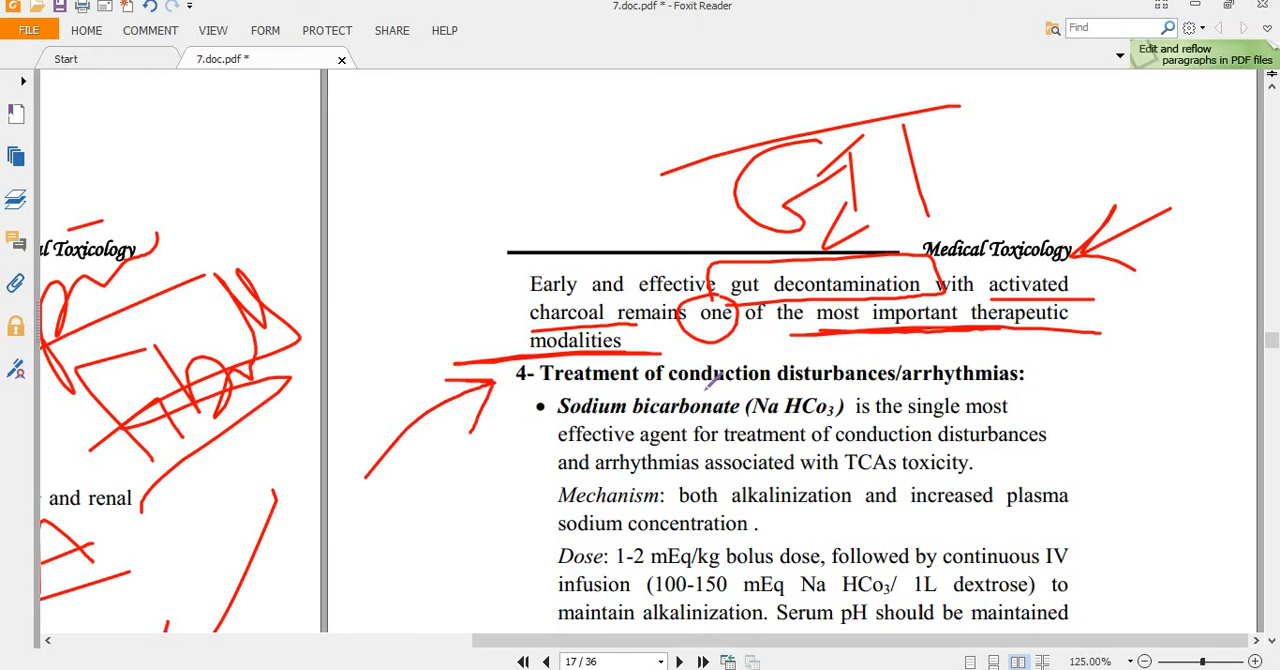 7.doc.pdf * - Foxit Reader
FILE HOME COMMENT VIEW FORM PROTECT SHARE HELP
Find
Start 7.doc.pdf *
Edit and reflow
paragraphs in PDF files
al Toxicology
and renal
Medical Toxicology
Early and effective gut decontamination with activated
charcoal remains one of the most important therapeutic
modalities
4- Treatment of conduction disturbances/arrhythmias:
• Sodium bicarbonate (Na HCo₃ ) is the single most
effective agent for treatment of conduction disturbances
and arrhythmias associated with TCAs toxicity.
Mechanism: both alkalinization and increased plasma
sodium concentration .
Dose: 1-2 mEq/kg bolus dose, followed by continuous IV
infusion (100-150 mEq Na HCo₃/ 1L dextrose) to
maintain alkalinization. Serum pH should be maintained
17 / 36
125.00%